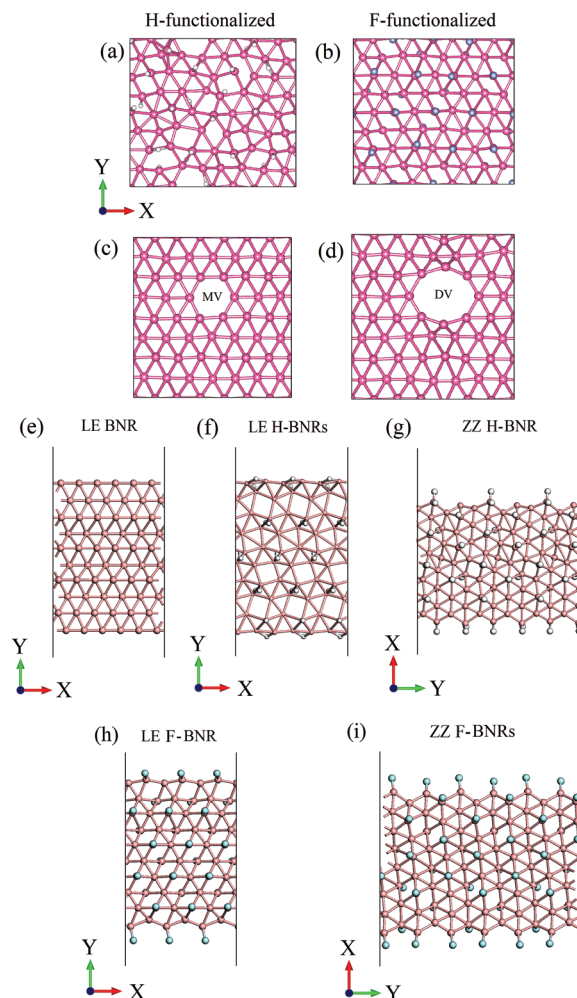 H-functionalized F-functionalized
(a) (b)
Y
X
(c) (d)
MV DV
(e) LE BNR (f) LE H-BNRs (g) ZZ H-BNR
Y Y X
X X Y
(h) LE F-BNR (i) ZZ F-BNRs
Y X
X Y